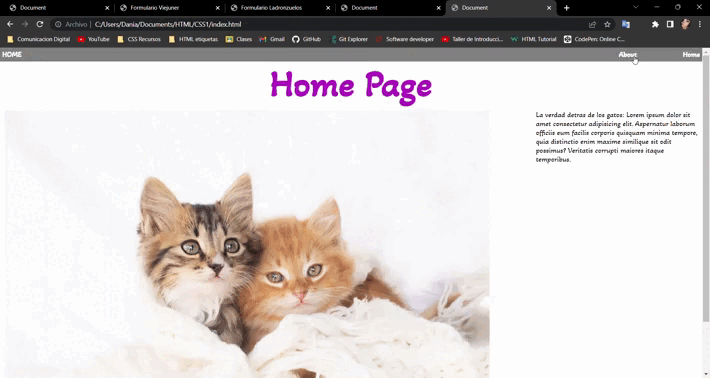 Document
Formulario Viejuner
Formulario Ladronzuelos
Document
Document
Archivo
C:/Users/Dania/Documents/HTML/CSS1/index.html
Comunicacion Digital
YouTube
CSS Recursos
HTML etiquetas
Clases
Gmail
GitHub
Git Explorer
Software developer
Taller de Introducci...
HTML Tutorial
CodePen: Online C...
HOME
About
Home
Home Page
La verdad detras de los gatos: Lorem ipsum dolor sit
amet consectetur adipisicing elit. Aspernatur laborum
officiis eum facilis corporis quisquam minima tempore,
quia distinctio enim maxime similique sit odit
possimus? Veritatis corrupti maiores itaque
temporibus.